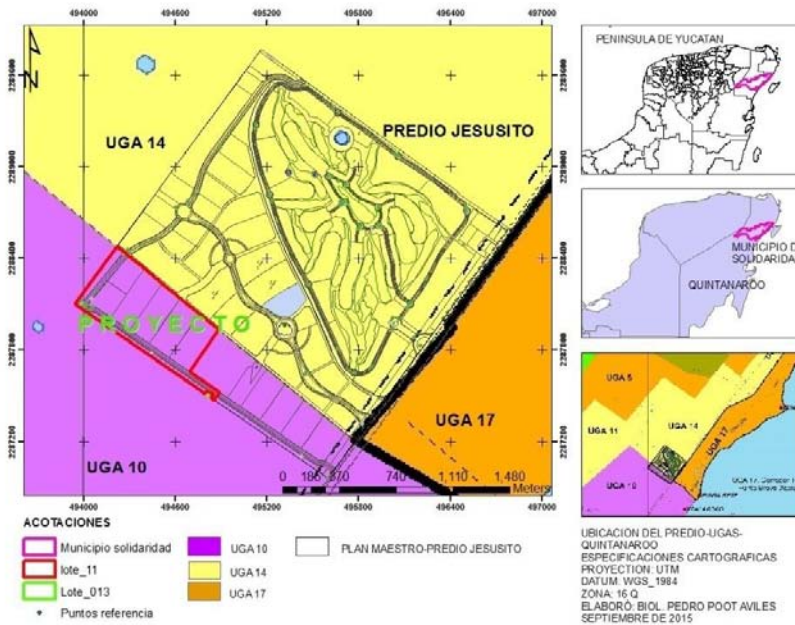 494000 494600 495200 495800 496400 497000
2289600
2289000
2288400
2287800
2287200
UGA 14
PREDIO JESUSITO
PROYECTO
UGA 17
UGA 10
0 185 370 740 1,110 1,480
Meters
PENINSULA DE YUCATAN
MUNICIPIO D
SOLIDARIDA
QUINTANAROO
UGA 5
UGA 11
UGA 14
UGA 17
UGA 10
ACOTACIONES
Municipio solidaridad
lote_11
Lote_013
Puntos referencia
UGA 10
UGA 14
UGA 17
PLAN MAESTRO-PREDIO JESUSITO
UBICACION DEL PREDIO-UGAS-
QUINTANAROO
ESPECIFICACIONES CARTOGRAFICAS
PROYECTION: UTM
DATUM: WGS_1984
ZONA: 16 Q
ELABORÒ: BIOL. PEDRO POOT AVILES
SEPTIEMBRE DE 2015